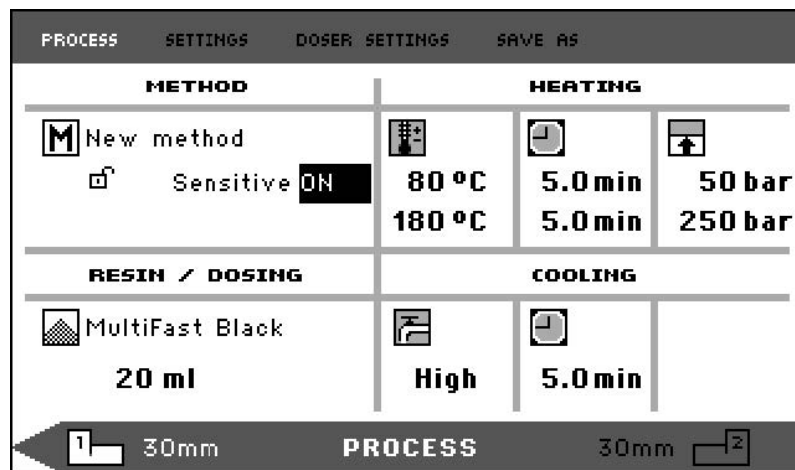 PROCESS SETTINGS DOSER SETTINGS SAVE AS
METHOD HEATING
M New method
Sensitive ON 80 ºC 5.0 min 50 bar
180 ºC 5.0 min 250 bar
RESIN / DOSING COOLING
MultiFast Black
20 ml High 5.0 min
1 30mm PROCESS 30mm 2